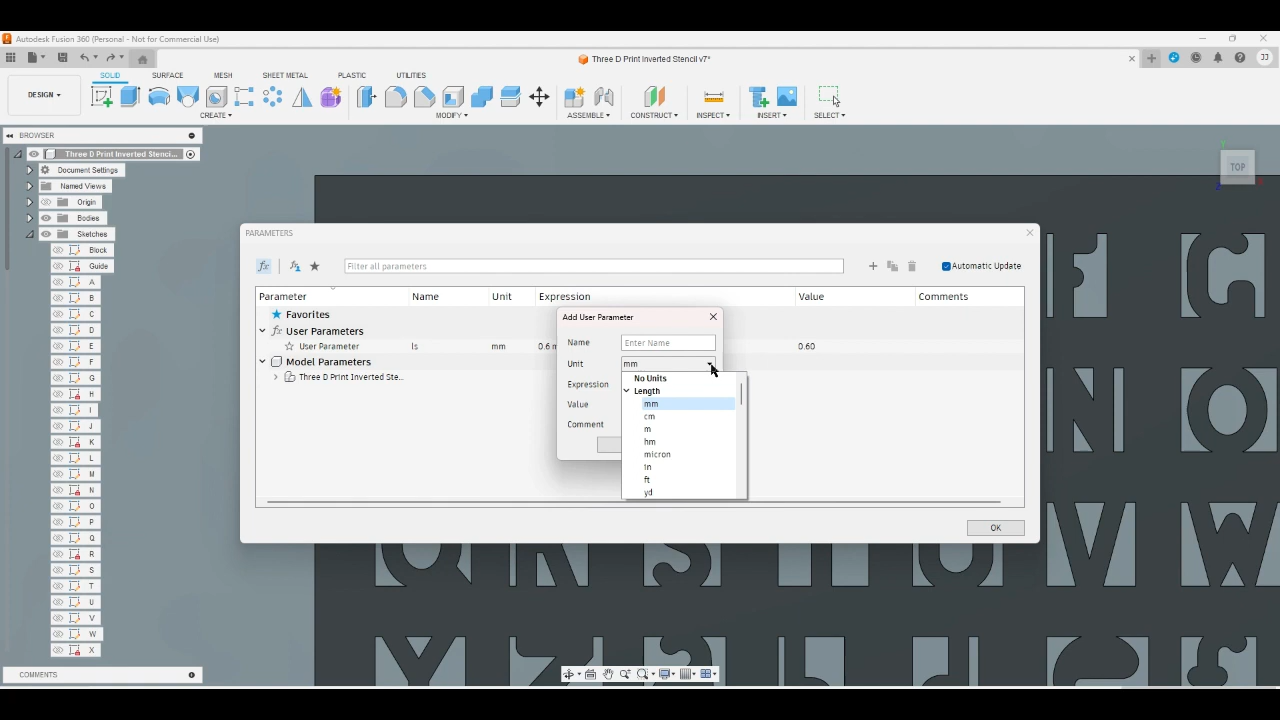 Autodesk Fusion 360 (Personal - Not for Commercial Use)
Three D Print Inverted Stencil v7*
JJ
SOLID SURFACE MESH SHEET METAL PLASTIC UTILITIES
DESIGN
CREATE MODIFY ASSEMBLE CONSTRUCT INSPECT INSERT SELECT
BROWSER
Three D Print Inverted Stenci...
Document Settings
Named Views
Origin
Bodies
Sketches
Block
Guide
A
B
C
D
E
F
G
H
I
J
K
L
M
N
O
P
Q
R
S
T
U
V
W
X
COMMENTS
TOP
PARAMETERS
Filter all parameters
Automatic Update
Parameter Name Unit Expression Value Comments
Favorites
User Parameters
User Parameter ls mm 0.6 m 0.60
Model Parameters
Three D Print Inverted Ste...
Add User Parameter
Name Enter Name
Unit mm
Expression
Value
Comment
No Units
Length
mm
cm
m
hm
micron
in
ft
yd
OK
G
N O
Q R S T U V W
Y Z